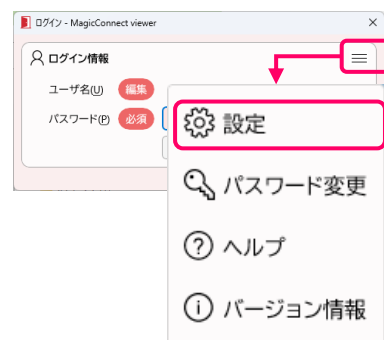 ログイン - MagicConnect viewer
ログイン情報
ユーザ名(U) 編集
パスワード(P) 必須
設定
パスワード変更
ヘルプ
バージョン情報